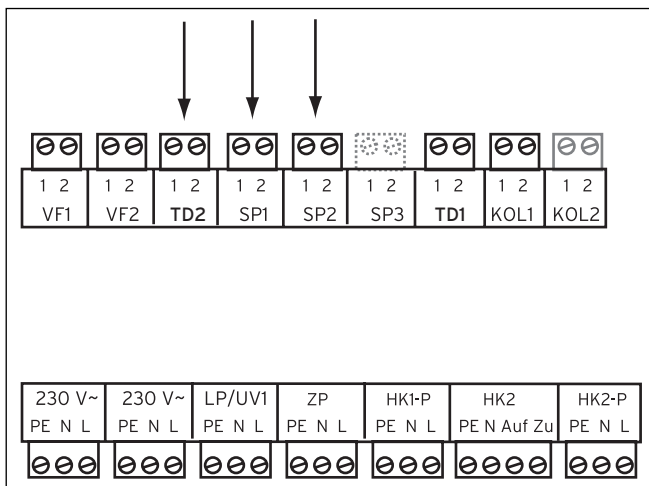 1 2 1 2 1 2 1 2 1 2 1 2 1 2 1 2 1 2
VF1 VF2 TD2 SP1 SP2 SP3 TD1 KOL1 KOL2
230 V~ 230 V~ LP/UV1 ZP HK1-P HK2 HK2-P
PE N L PE N L PE N L PE N L PE N L PE N Auf Zu PE N L